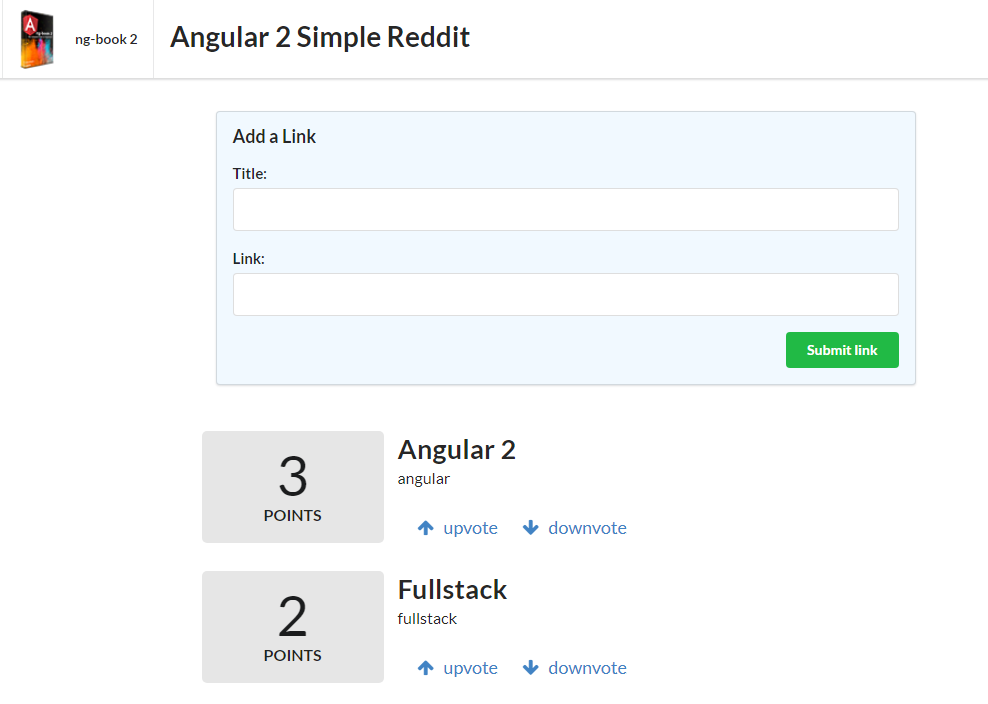 ng-book 2
Angular 2 Simple Reddit
Add a Link
Title:
Link:
Submit link
3
POINTS
Angular 2
angular
upvote downvote
2
POINTS
Fullstack
fullstack
upvote downvote